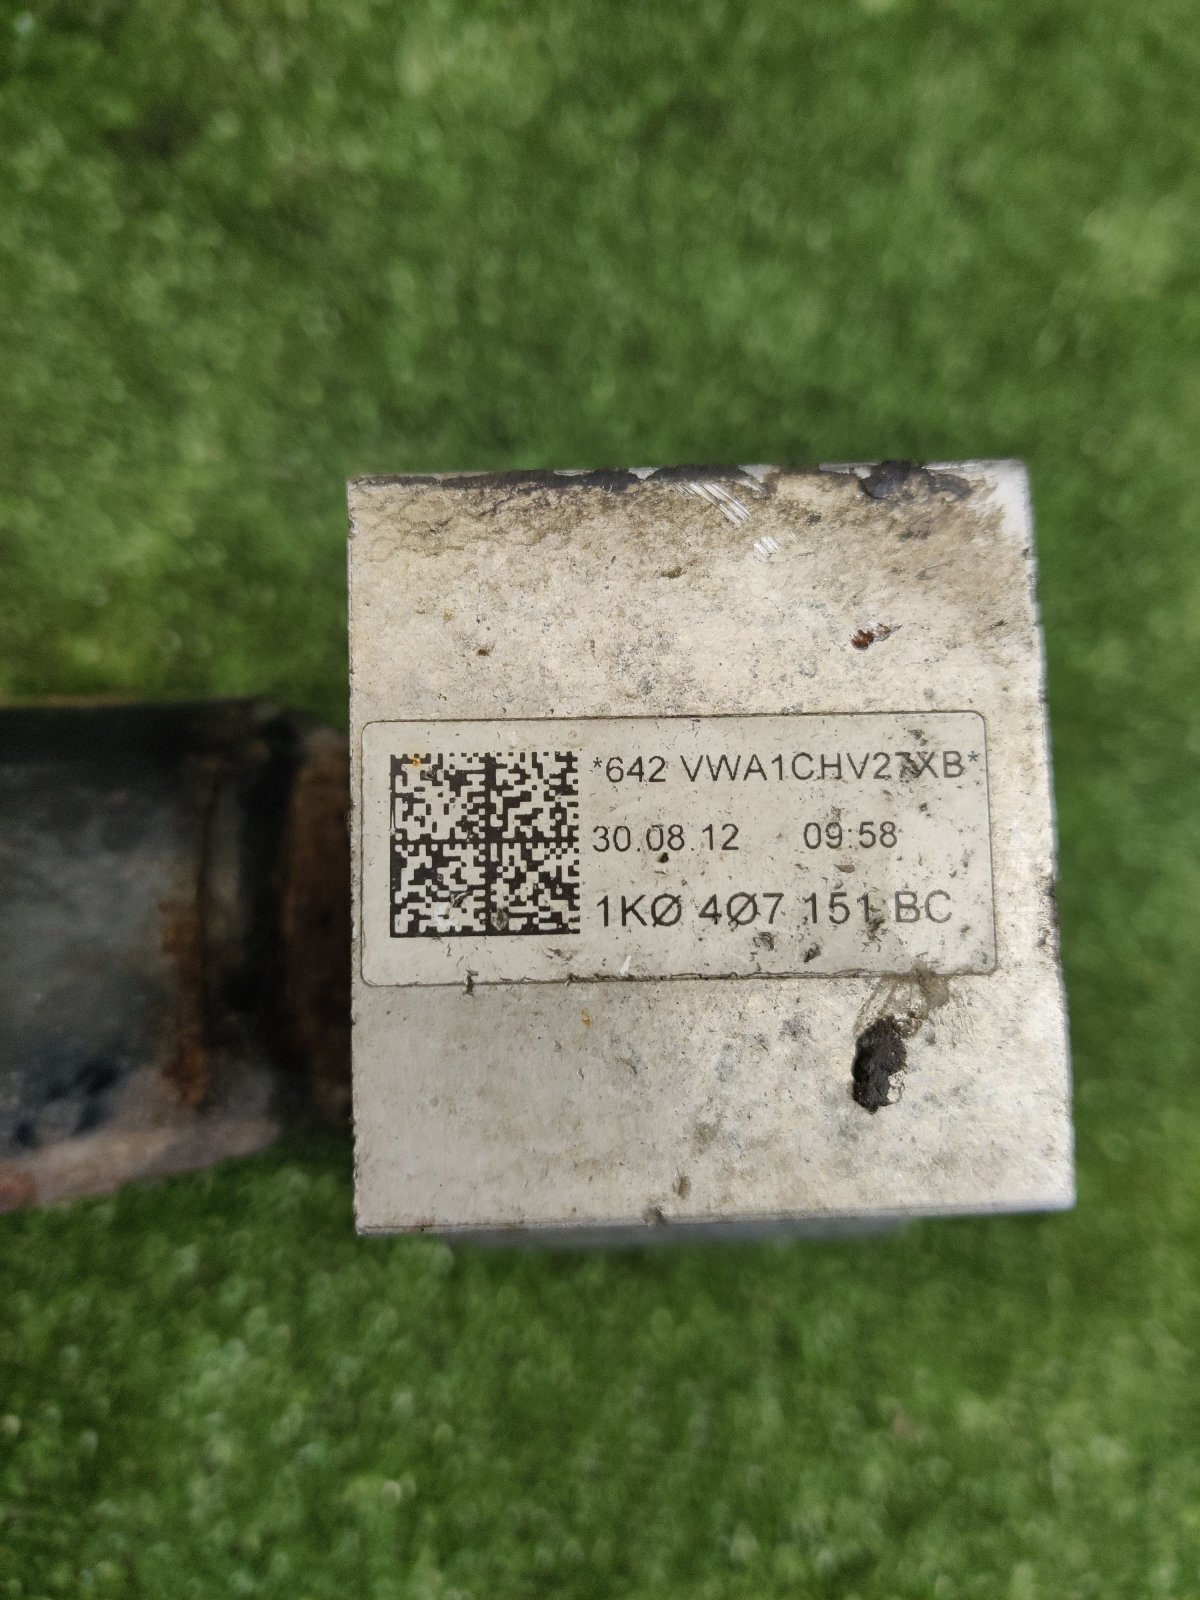 *642 VWA1CHV27XB*
30.08.12 09:58
1KØ 4Ø7 151 BC